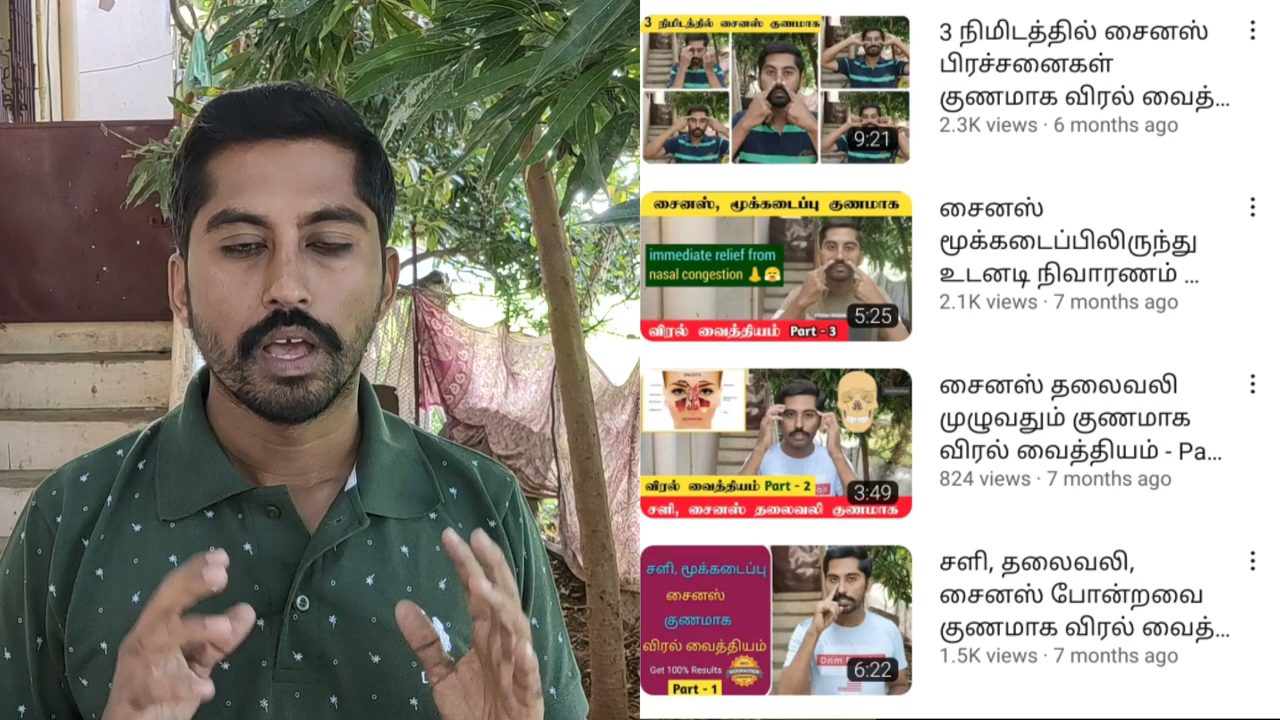 3 நிமிடத்தில் சைனஸ் குணமாக
9:21
3 நிமிடத்தில் சைனஸ்
பிரச்சனைகள்
குணமாக விரல் வைத்...
2.3K views · 6 months ago
சைனஸ், மூக்கடைப்பு குணமாக
immediate relief from
nasal congestion
5:25
விரல் வைத்தியம் Part - 3
சைனஸ்
மூக்கடைப்பிலிருந்து
உடனடி நிவாரணம் ...
2.1K views · 7 months ago
விரல் வைத்தியம் Part - 2
3:49
சளி, சைனஸ் தலைவலி குணமாக
சைனஸ் தலைவலி
முழுவதும் குணமாக
விரல் வைத்தியம் - Pa...
824 views · 7 months ago
சளி, மூக்கடைப்பு
சைனஸ்
குணமாக
விரல் வைத்தியம்
Get 100% Results
Part - 1
6:22
சளி, தலைவலி,
சைனஸ் போன்றவை
குணமாக விரல் வைத்...
1.5K views · 7 months ago